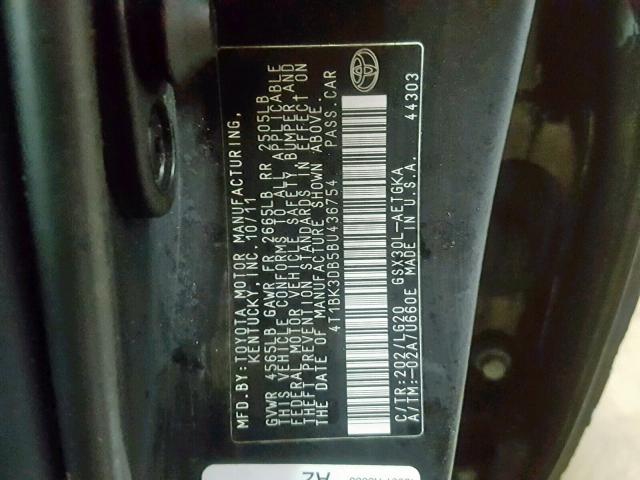 MFD. BY: TOYOTA MOTOR MANUFACTURING,
KENTUCKY, INC. 10/11
GVWR 4565LB GAWR FR 2665LB RR 2505LB
THIS VEHICLE CONFORMS TO ALL APPLICABLE
FEDERAL MOTOR VEHICLE SAFETY, BUMPER AND
THEFT PREVENTION STANDARDS IN EFFECT ON
THE DATE OF MANUFACTURE SHOWN ABOVE.
4T1BK3DB5BU436754 PASS. CAR
C/TR: 202/LG20 GSX30L-AETGKA 44303
A/TM: -02A/U660E MADE IN U.S.A.
AZ